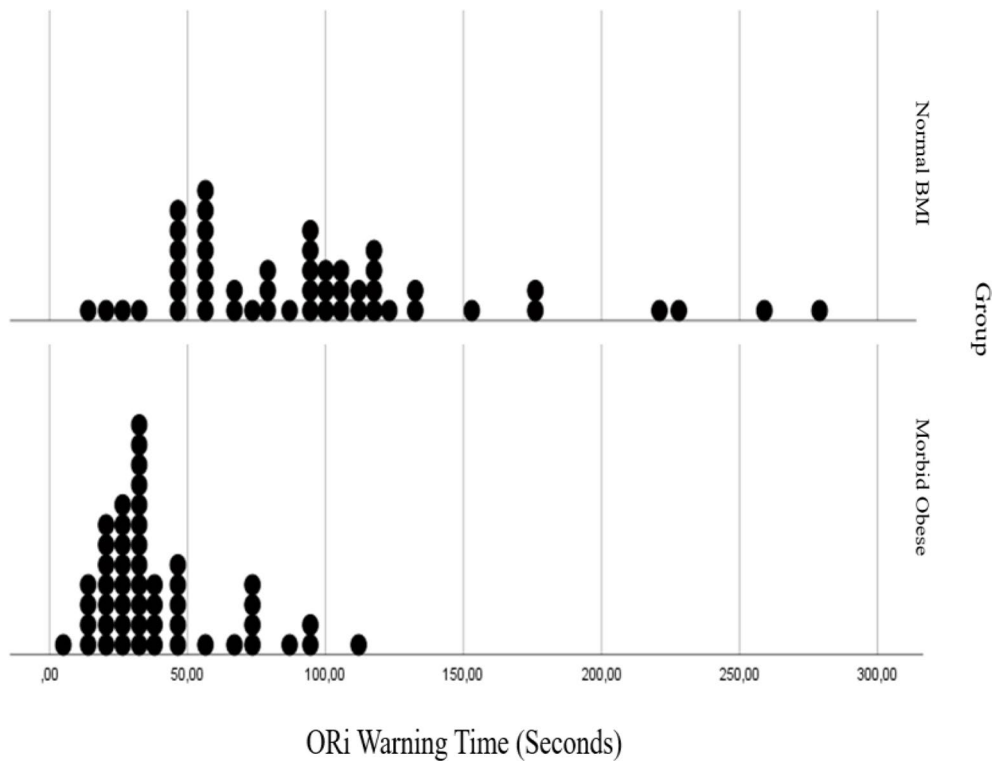 Normal BMI
Group
Morbid Obese
,00 50,00 100,00 150,00 200,00 250,00 300,00
ORi Warning Time (Seconds)